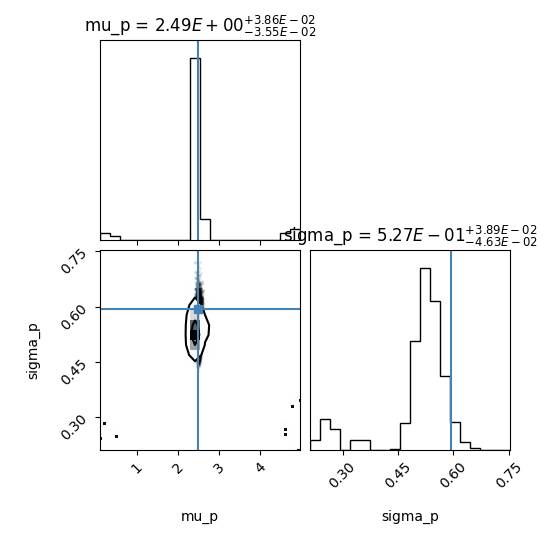 mu_p = 2.49E+00+3.86E-02
-3.55E-02
sigma_p = 5.27E-01+3.89E-02
-4.63E-02
0.75
0.60
0.45
0.30
sigma_p
1 2 3 4
mu_p
0.30 0.45 0.60 0.75
sigma_p